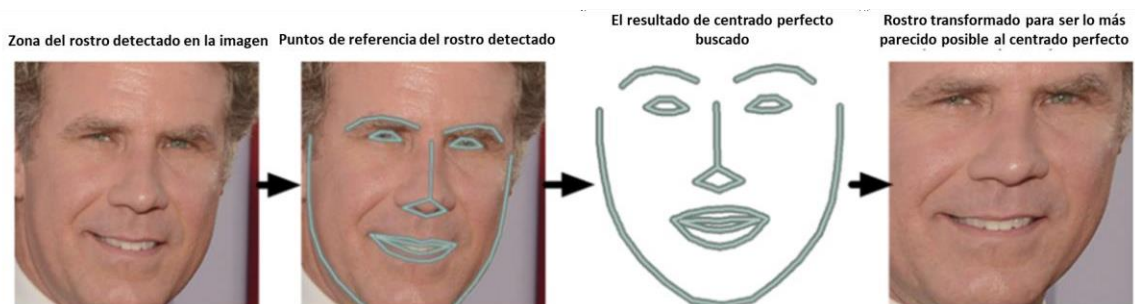 Zona del rostro detectado en la imagen
Puntos de referencia del rostro detectado
El resultado de centrado perfecto
buscado
Rostro transformado para ser lo más
parecido posible al centrado perfecto